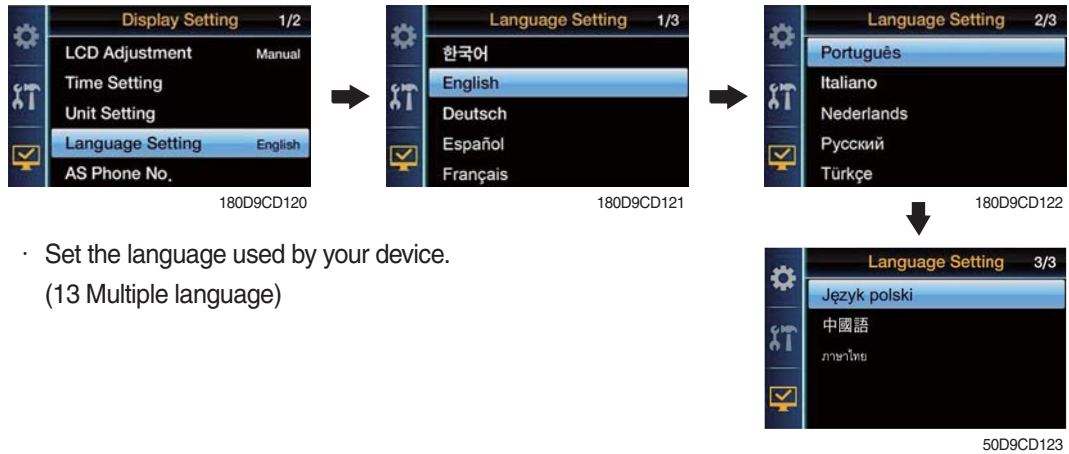 Display Setting 1/2
LCD Adjustment Manual
Time Setting
Unit Setting
Language Setting English
AS Phone No.
180D9CD120
Language Setting 1/3
한국어
English
Deutsch
Español
Français
180D9CD121
Language Setting 2/3
Português
Italiano
Nederlands
Русский
Türkçe
180D9CD122
· Set the language used by your device.
(13 Multiple language)
Language Setting 3/3
Język polski
中國語
ภาษาไทย
50D9CD123